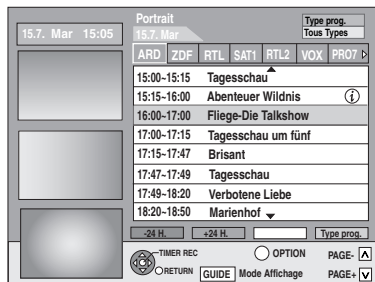 Portrait
Type prog.
15.7. Mar 15:05
15.7. Mar
Tous Types
ARD ZDF RTL SAT1 RTL2 VOX PRO7
15:00~15:15 Tagesschau
15:15~16:00 Abenteuer Wildnis i
16:00~17:00 Fliege-Die Talkshow
17:00~17:15 Tagesschau um fünf
17:15~17:47 Brisant
17:47~17:49 Tagesschau
17:49~18:20 Verbotene Liebe
18:20~18:50 Marienhof
-24 H. +24 H. Type prog.
TIMER REC OPTION PAGE-
RETURN GUIDE Mode Affichage PAGE+